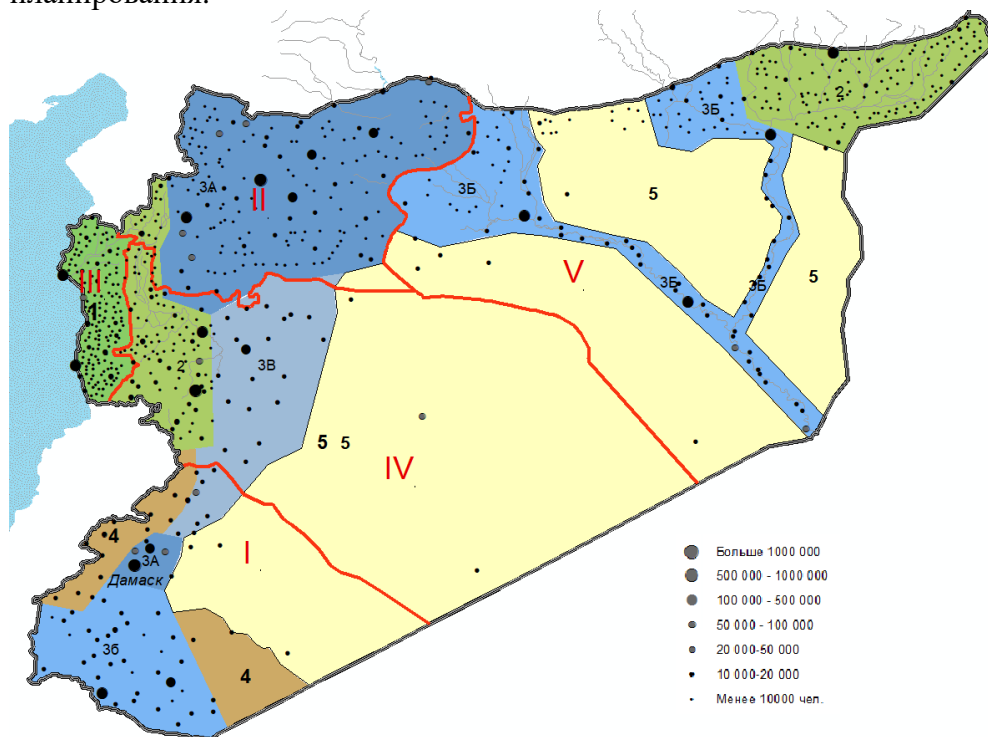 планирования.
2
3Б
3А
II
3Б
5
V
5
III
1
3Б
3Б
2
3В
5 5
IV
4
I
3А
Дамаск
3б
4
Больше 1000 000
500 000 - 1000 000
100 000 - 500 000
50 000 - 100 000
20 000-50 000
10 000-20 000
Менее 10000 чел.